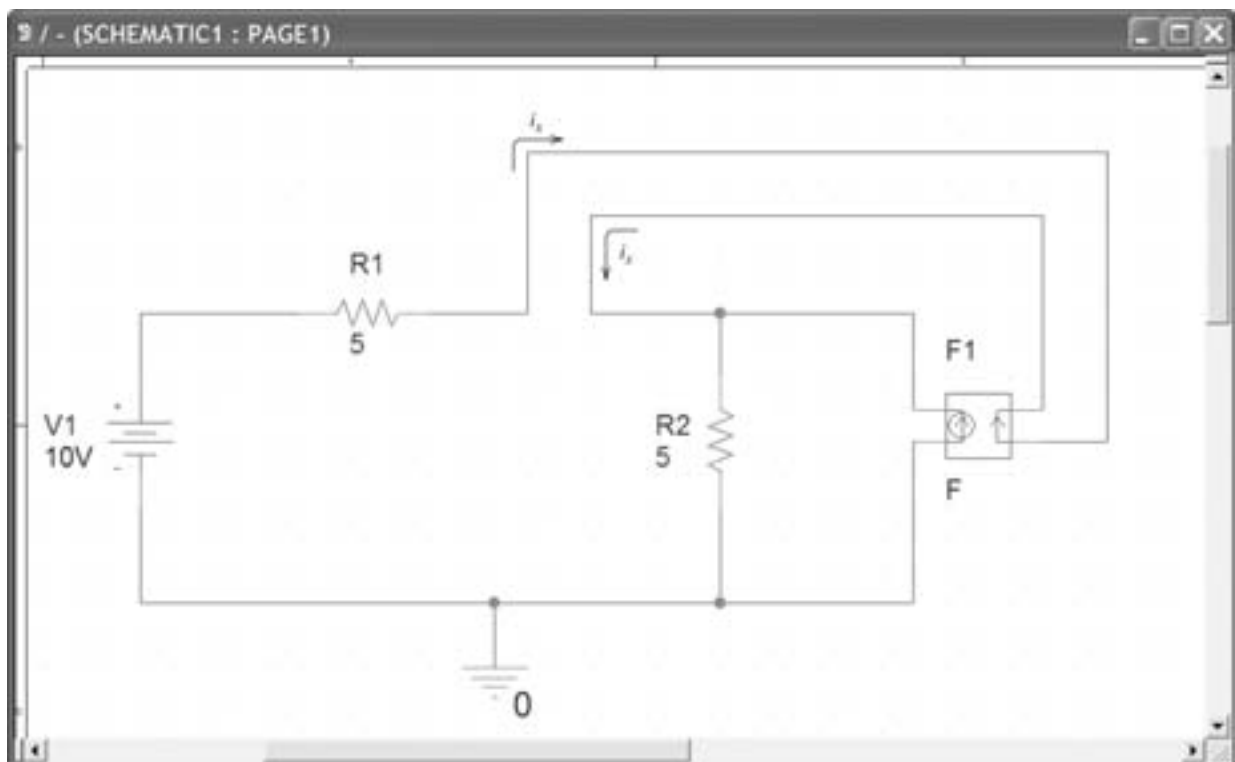 / - (SCHEMATIC1 : PAGE1)
iₓ
iₓ
R1
5
F1
V1
10V
R2
5
F
0